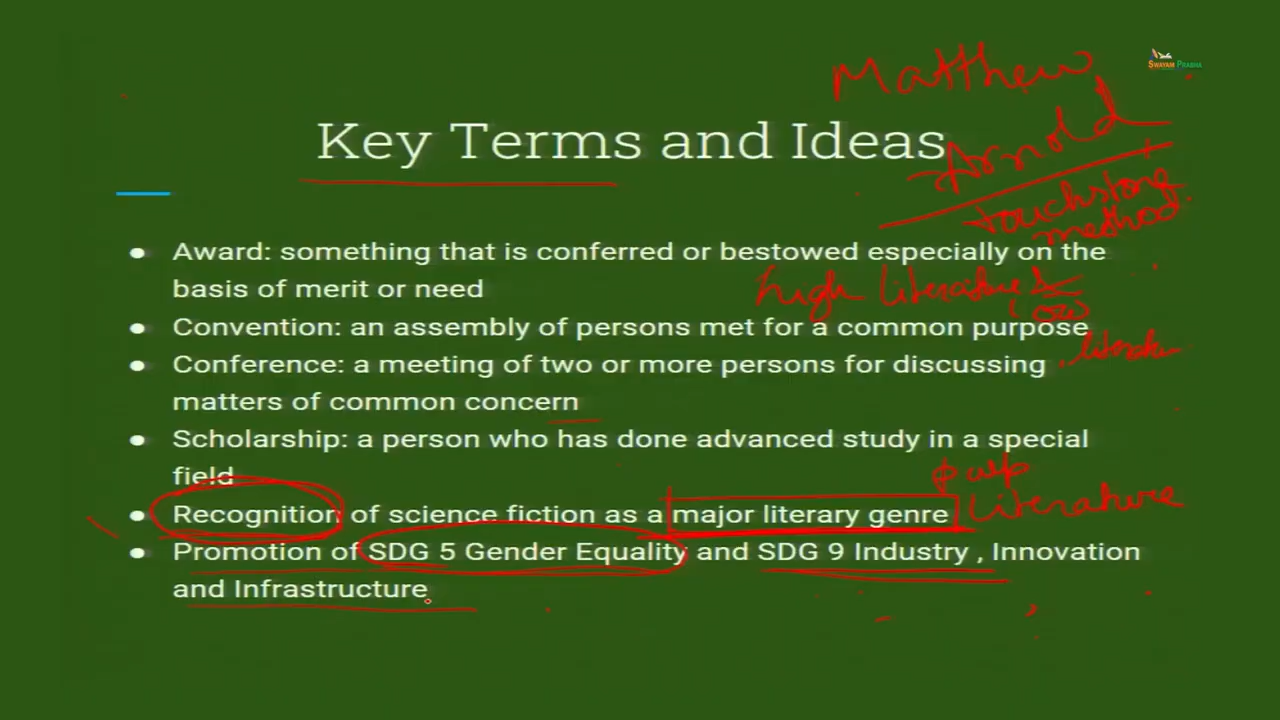 Matthew
SWAYAM PRABHA
Arnold
Key Terms and Ideas
touchstone
method
Award: something that is conferred or bestowed especially on the
basis of merit or need
high literature
low
Convention: an assembly of persons met for a common purpose
Conference: a meeting of two or more persons for discussing
matters of common concern
Scholarship: a person who has done advanced study in a special
field
pulp
Recognition of science fiction as a major literary genre
Literature
Promotion of SDG 5 Gender Equality and SDG 9 Industry , Innovation
and Infrastructure